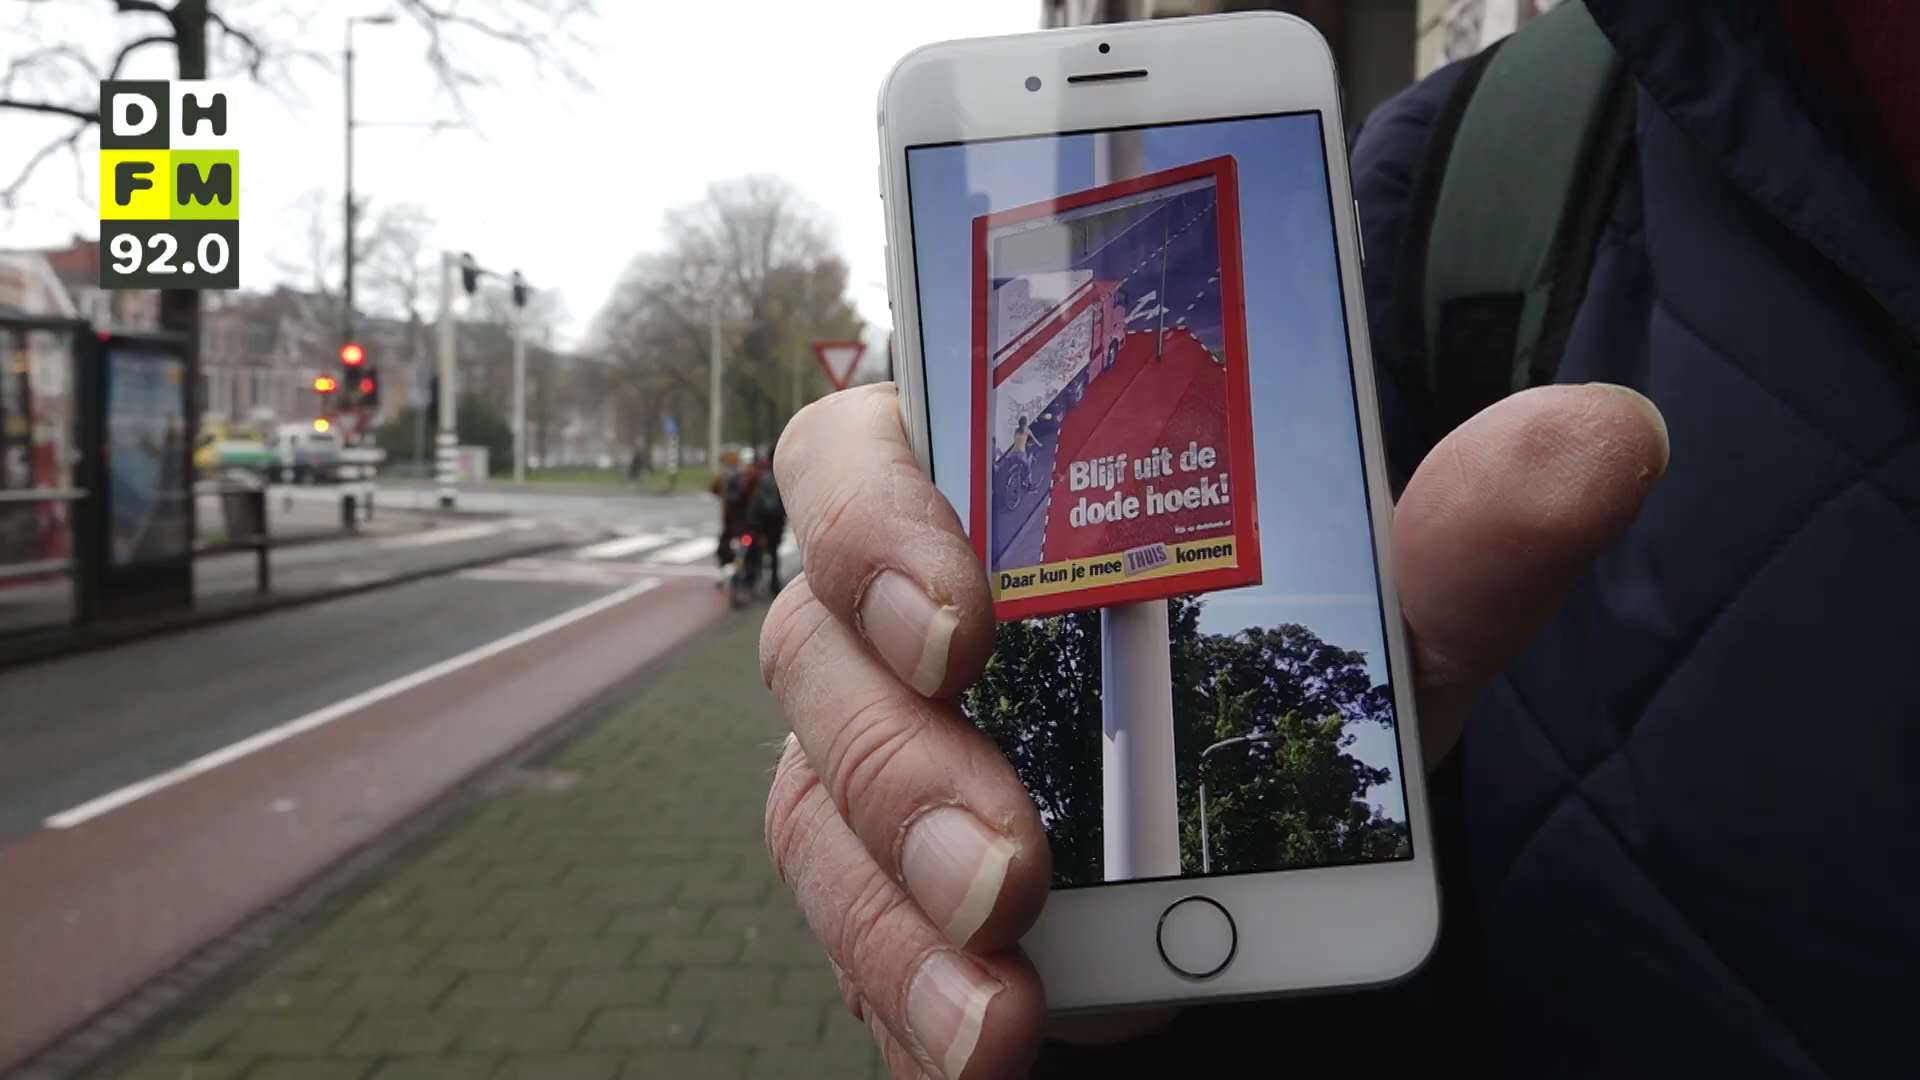 DH
FM
92.0
Blijf uit de
dode hoek!
Daar kun je mee THUIS komen